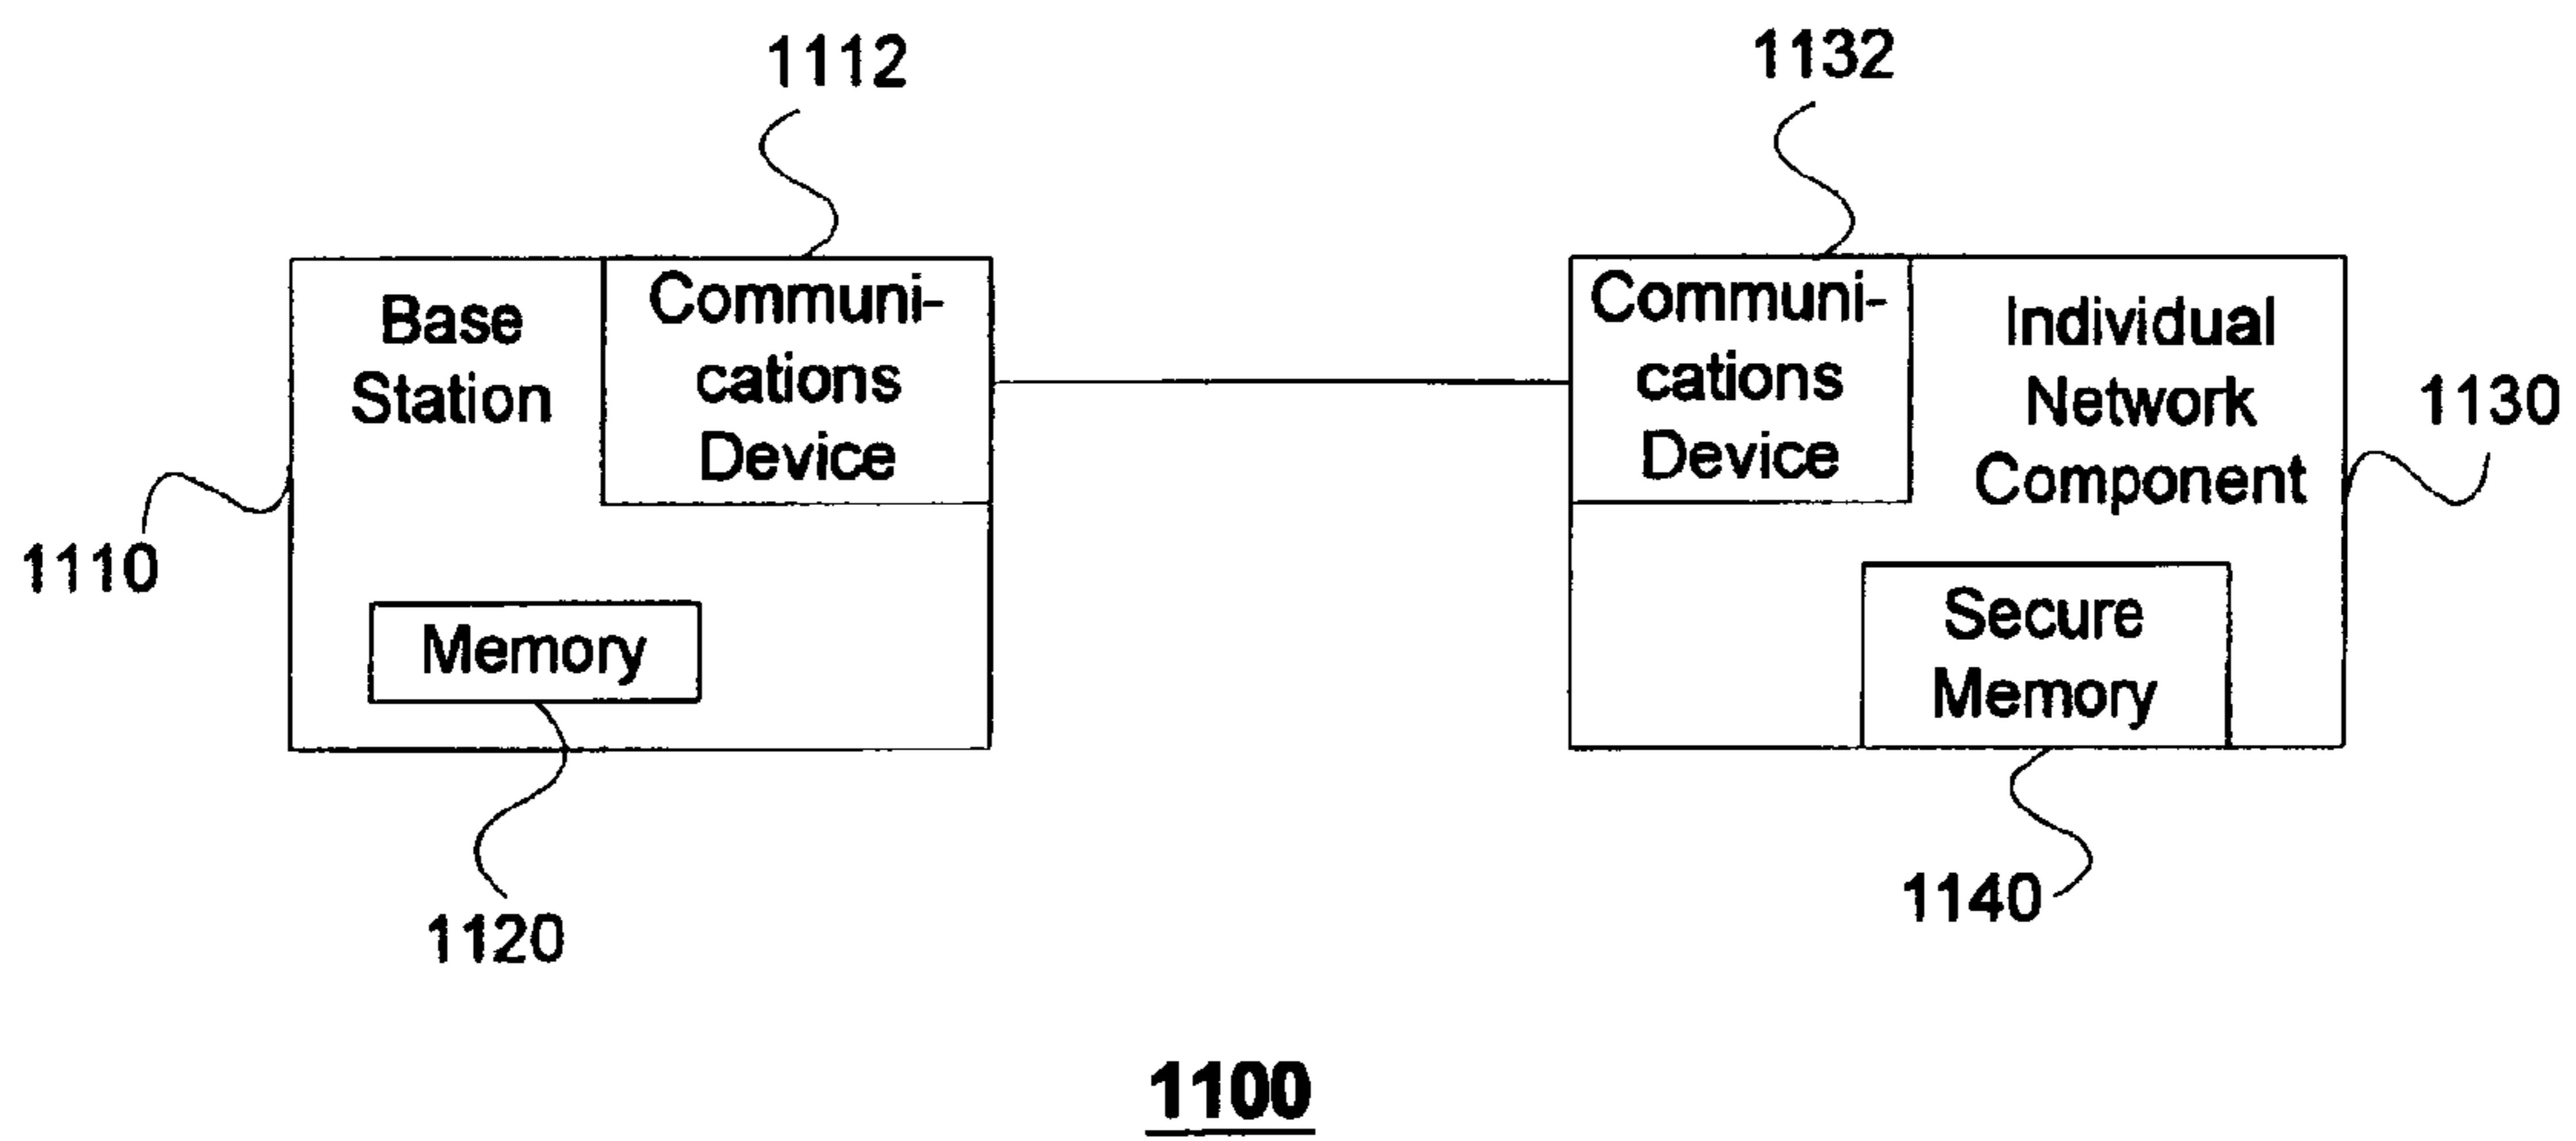 1112
1132
Base
Station
Communi-
cations
Device
Communi-
cations
Device
Individual
Network
Component
1130
1110
Memory
Secure
Memory
1120
1140
1100